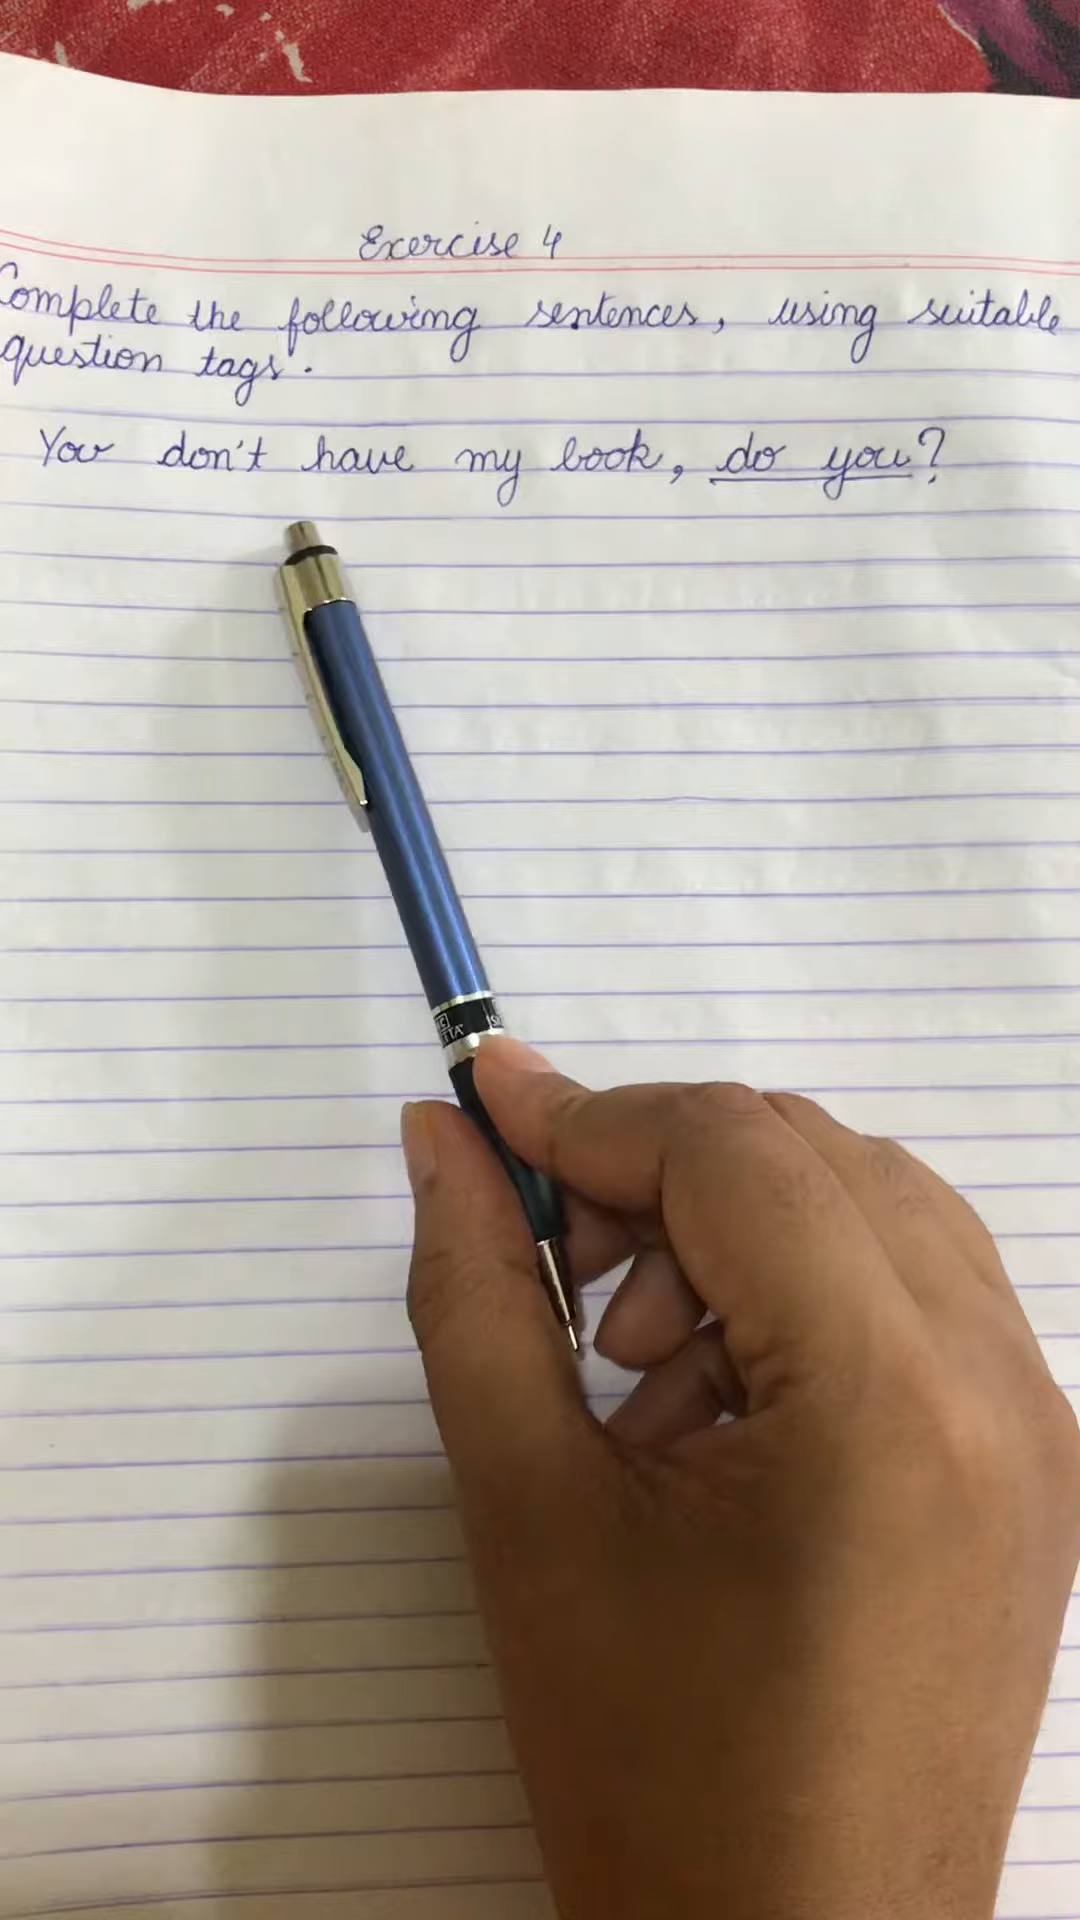 Exercise 4
Complete the following sentences, using suitable
question tags.
You don't have my book, do you?